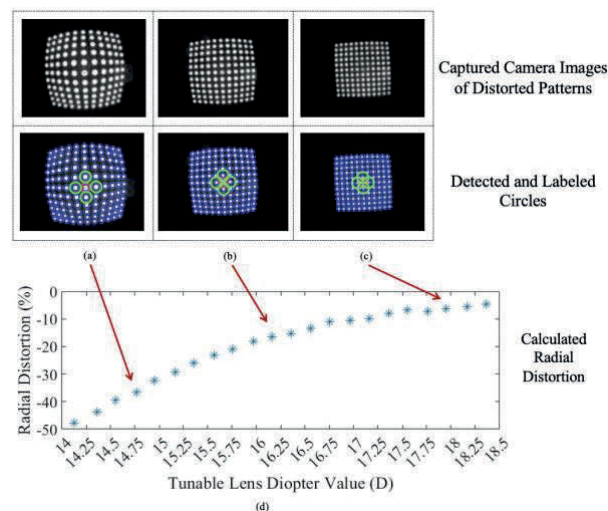 Captured Camera Images
of Distorted Patterns
Detected and Labeled
Circles
(a)
(b)
(c)
Radial Distortion (%)
0
-10
-20
-30
-40
-50
14
14.25
14.5
14.75
15
15.25
15.5
15.75
16
16.25
16.5
16.75
17
17.25
17.5
17.75
18
18.25
18.5
Tunable Lens Diopter Value (D)
Calculated
Radial
Distortion
(d)